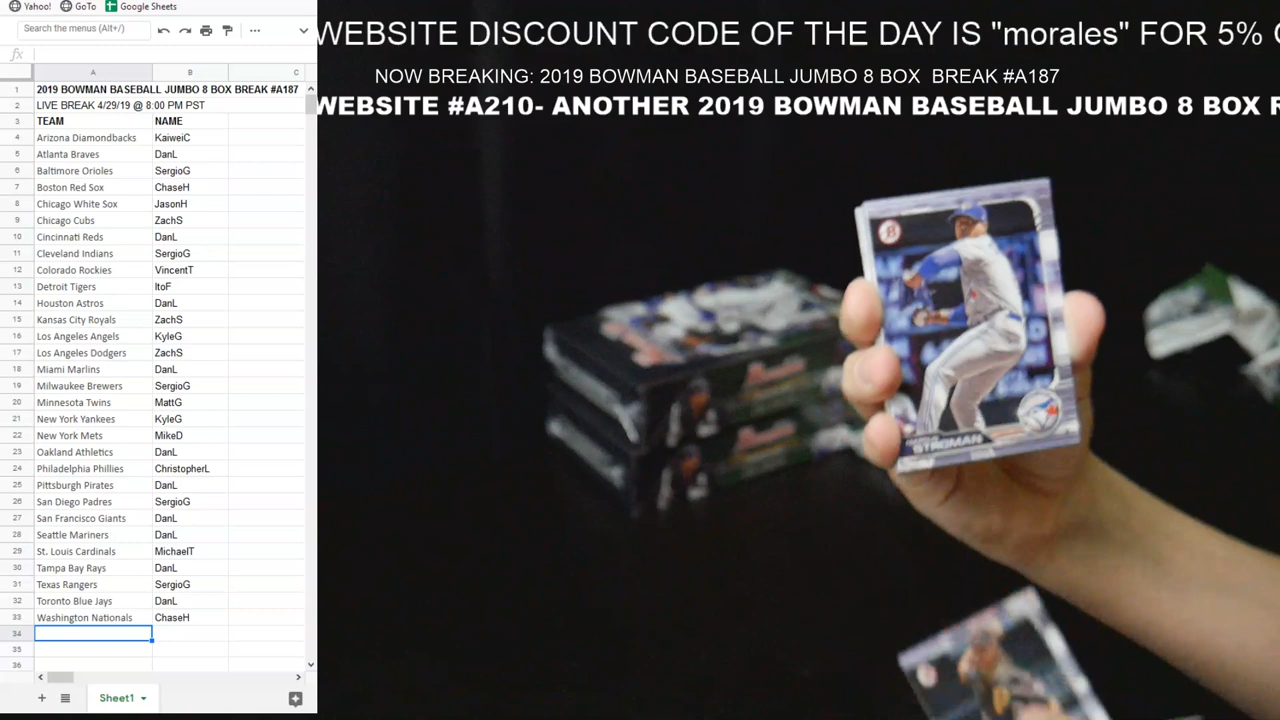 Yahoo!
GoTo
Google Sheets
Search the menus (Alt+/)
fx
A
B
C
1 2019 BOWMAN BASEBALL JUMBO 8 BOX BREAK #A187
2 LIVE BREAK 4/29/19 @ 8:00 PM PST
3 TEAM NAME
4 Arizona Diamondbacks KaiweiC
5 Atlanta Braves DanL
6 Baltimore Orioles SergioG
7 Boston Red Sox ChaseH
8 Chicago White Sox JasonH
9 Chicago Cubs ZachS
10 Cincinnati Reds DanL
11 Cleveland Indians SergioG
12 Colorado Rockies VincentT
13 Detroit Tigers ItoF
14 Houston Astros DanL
15 Kansas City Royals ZachS
16 Los Angeles Angels KyleG
17 Los Angeles Dodgers ZachS
18 Miami Marlins DanL
19 Milwaukee Brewers SergioG
20 Minnesota Twins MattG
21 New York Yankees KyleG
22 New York Mets MikeD
23 Oakland Athletics DanL
24 Philadelphia Phillies ChristopherL
25 Pittsburgh Pirates DanL
26 San Diego Padres SergioG
27 San Francisco Giants DanL
28 Seattle Mariners DanL
29 St. Louis Cardinals MichaelT
30 Tampa Bay Rays DanL
31 Texas Rangers SergioG
32 Toronto Blue Jays DanL
33 Washington Nationals ChaseH
34
35
36
Sheet1
WEBSITE DISCOUNT CODE OF THE DAY IS "morales" FOR 5%
NOW BREAKING: 2019 BOWMAN BASEBALL JUMBO 8 BOX BREAK #A187
WEBSITE #A210- ANOTHER 2019 BOWMAN BASEBALL JUMBO 8 BOX
B
STROMAN
Bowman
Bowman